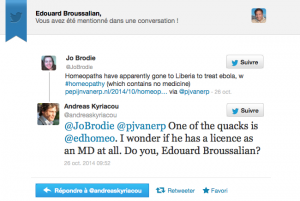 Edouard Broussalian,
Vous avez été mentionné dans une conversation !
Jo Brodie
@JoBrodie
Suivre
Homeopaths have apparently gone to Liberia to treat ebola, w
#homeopathy (which contains no medicine)
pepijnvanerp.nl/2014/10/homeop... via @pjvanerp
26 oct.
Andreas Kyriacou
@andreaskyriacou
Suivre
@JoBrodie @pjvanerp One of the quacks is
@edhomeo. I wonder if he has a licence as
an MD at all. Do you, Edouard Broussalian?
26 oct. 2014
Répondre à @andreaskyriacou
Retweeter
Favori